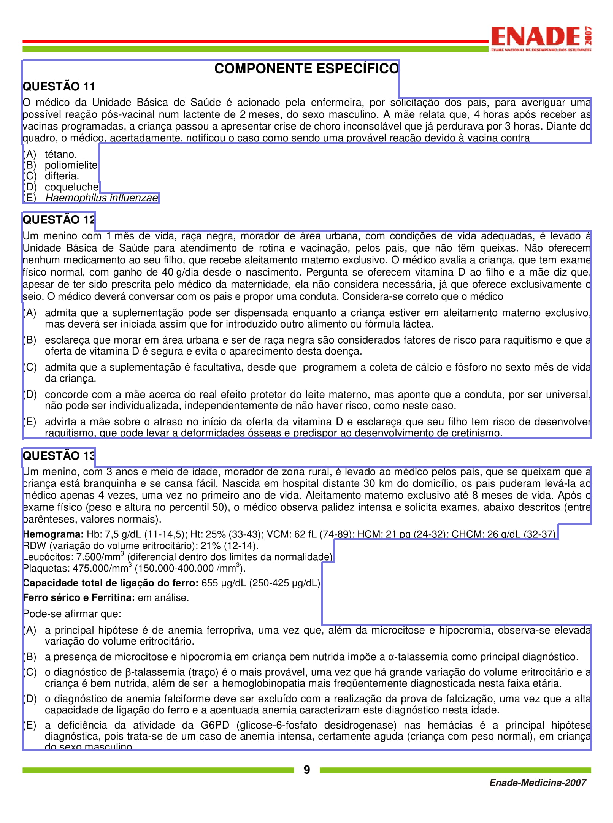 ENADE 2007
EXAME NACIONAL DE DESEMPENHO DOS ESTUDANTES
COMPONENTE ESPECÍFICO
QUESTÃO 11
O médico da Unidade Básica de Saúde é acionado pela enfermeira, por solicitação dos pais, para averiguar uma
possível reação pós-vacinal num lactente de 2 meses, do sexo masculino. A mãe relata que, 4 horas após receber as
vacinas programadas, a criança passou a apresentar crise de choro inconsolável que já perdurava por 3 horas. Diante do
quadro, o médico, acertadamente, notificou o caso como sendo uma provável reação devido à vacina contra
(A) tétano.
(B) poliomielite.
(C) difteria.
(D) coqueluche.
(E) Haemophilus influenzae.
QUESTÃO 12
Um menino com 1 mês de vida, raça negra, morador de área urbana, com condições de vida adequadas, é levado à
Unidade Básica de Saúde para atendimento de rotina e vacinação, pelos pais, que não têm queixas. Não oferecem
nenhum medicamento ao seu filho, que recebe aleitamento materno exclusivo. O médico avalia a criança, que tem exame
físico normal, com ganho de 40 g/dia desde o nascimento. Pergunta se oferecem vitamina D ao filho e a mãe diz que,
apesar de ter sido prescrita pelo médico da maternidade, ela não considera necessária, já que oferece exclusivamente o
seio. O médico deverá conversar com os pais e propor uma conduta. Considera-se correto que o médico
(A) admita que a suplementação pode ser dispensada enquanto a criança estiver em aleitamento materno exclusivo,
mas deverá ser iniciada assim que for introduzido outro alimento ou fórmula láctea.
(B) esclareça que morar em área urbana e ser de raça negra são considerados fatores de risco para raquitismo e que a
oferta de vitamina D é segura e evita o aparecimento desta doença.
(C) admita que a suplementação é facultativa, desde que programem a coleta de cálcio e fósforo no sexto mês de vida
da criança.
(D) concorde com a mãe acerca do real efeito protetor do leite materno, mas aponte que a conduta, por ser universal,
não pode ser individualizada, independentemente de não haver risco, como neste caso.
(E) advirta a mãe sobre o atraso no início da oferta da vitamina D e esclareça que seu filho tem risco de desenvolver
raquitismo, que pode levar a deformidades ósseas e predispor ao desenvolvimento de cretinismo.
QUESTÃO 13
Um menino, com 3 anos e meio de idade, morador de zona rural, é levado ao médico pelos pais, que se queixam que a
criança está branquinha e se cansa fácil. Nascida em hospital distante 30 km do domicílio, os pais puderam levá-la ao
médico apenas 4 vezes, uma vez no primeiro ano de vida. Aleitamento materno exclusivo até 8 meses de vida. Após o
exame físico (peso e altura no percentil 50), o médico observa palidez intensa e solicita exames, abaixo descritos (entre
parênteses, valores normais).
Hemograma: Hb: 7,5 g/dL (11-14,5); Ht: 25% (33-43); VCM: 62 fL (74-89); HCM: 21 pg (24-32); CHCM: 26 g/dL (32-37);
RDW (variação do volume eritrocitário): 21% (12-14).
Leucócitos: 7.500/mm³ (diferencial dentro dos limites da normalidade).
Plaquetas: 475.000/mm³ (150.000-400.000 /mm³).
Capacidade total de ligação do ferro: 655 µg/dL (250-425 µg/dL)
Ferro sérico e Ferritina: em análise.
Pode-se afirmar que:
(A) a principal hipótese é de anemia ferropriva, uma vez que, além da microcitose e hipocromia, observa-se elevada
variação do volume eritrocitário.
(B) a presença de microcitose e hipocromia em criança bem nutrida impõe a α-talassemia como principal diagnóstico.
(C) o diagnóstico de β-talassemia (traço) é o mais provável, uma vez que há grande variação do volume eritrocitário e a
criança é bem nutrida, além de ser a hemoglobinopatia mais freqüentemente diagnosticada nesta faixa etária.
(D) o diagnóstico de anemia falciforme deve ser excluído com a realização da prova de falcização, uma vez que a alta
capacidade de ligação do ferro e a acentuada anemia caracterizam este diagnóstico nesta idade.
(E) a deficiência da atividade da G6PD (glicose-6-fosfato desidrogenase) nas hemácias é a principal hipótese
diagnóstica, pois trata-se de um caso de anemia intensa, certamente aguda (criança com peso normal), em criança
do sexo masculino.
9
Enade-Medicina-2007